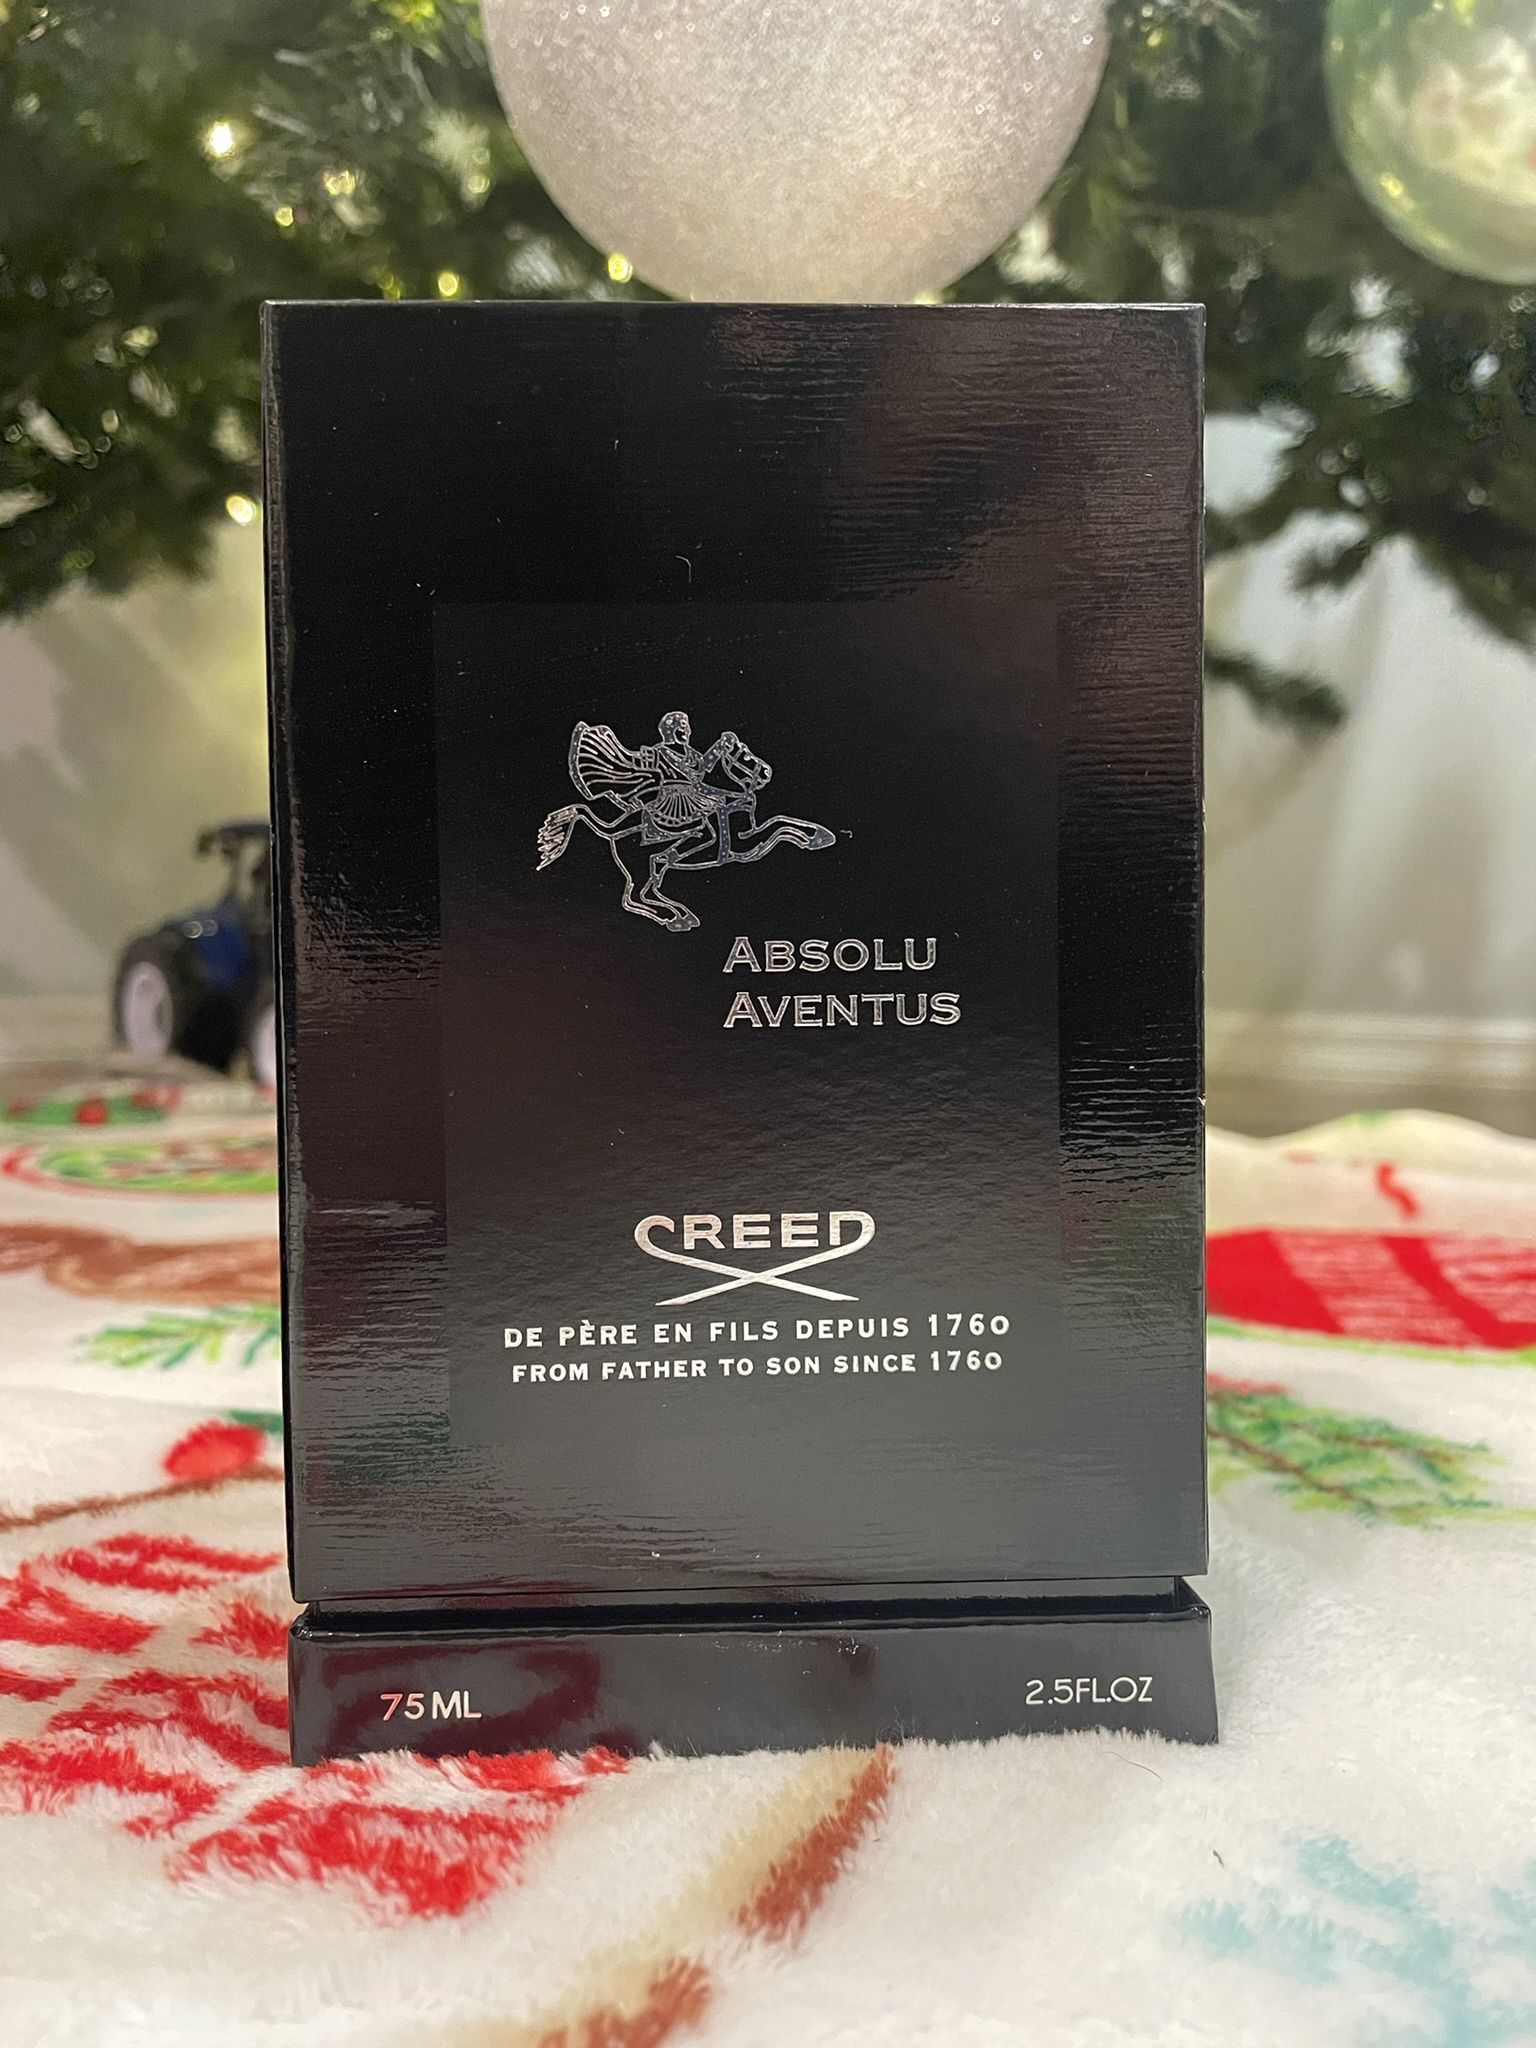 ABSOLU
AVENTUS
CREED
DE PÈRE EN FILS DEPUIS 1760
FROM FATHER TO SON SINCE 1760
75ML 2.5FL.OZ